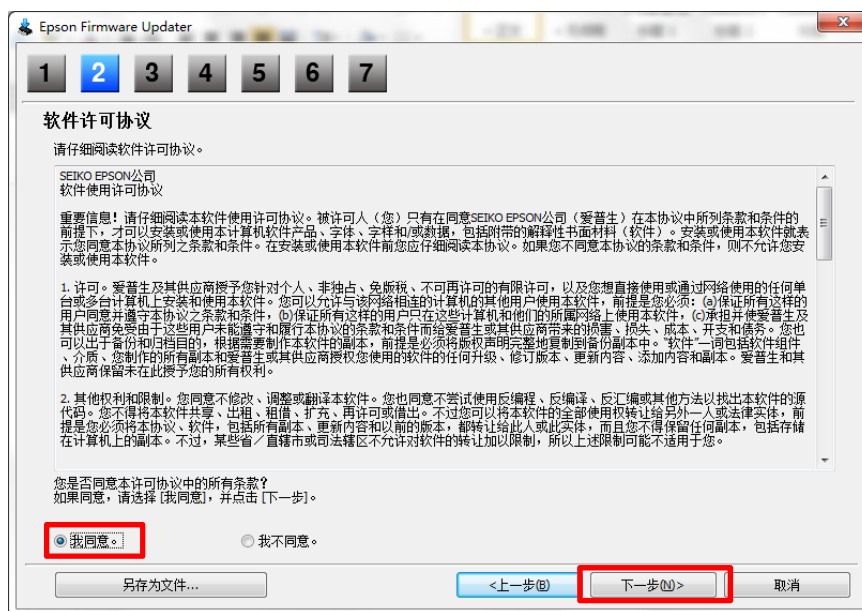 Epson Firmware Updater
1 2 3 4 5 6 7
软件许可协议
请仔细阅读软件许可协议。
SEIKO EPSON公司
软件使用许可协议
重要信息！请仔细阅读本软件使用许可协议。被许可人（您）只有在同意SEIKO EPSON公司（爱普生）在本协议中所列条款和条件的
前提下，才可以安装或使用本计算机软件产品、字体、字样和/或数据，包括附带的解释性书面材料（软件）。安装或使用本软件就表
示您同意本协议所列之条款和条件。在安装或使用本软件前您应仔细阅读本协议。如果您不同意本协议的条款和条件，则不允许您安
装或使用本软件。
1. 许可。爱普生及其供应商授予您针对个人、非独占、免版税、不可再许可的有限许可，以及您想直接使用或通过网络使用的任何单
台或多台计算机上安装和使用本软件。您可以允许与该网络相连的计算机的其他用户使用本软件，前提是您必须：(a)保证所有这样的
用户同意并遵守本协议之条款和条件，(b)保证所有这样的用户只在这些计算机和他们的所属网络上使用本软件，(c)承担并使爱普生及
其供应商免受由于这些用户未能遵守和履行本协议的条款和条件而给爱普生或其供应商带来的损害、损失、成本、开支和债务。您也
可以出于备份和归档目的，根据需要制作本软件的副本，前提是必须将版权声明完整地复制到备份副本中。“软件”一词包括软件组件
、介质、您制作的所有副本和爱普生或其供应商授权您使用的软件的任何升级、修订版本、更新内容、添加内容和副本。爱普生和其
供应商保留未在此授予您的所有权利。
2. 其他权利和限制。您同意不修改、调整或翻译本软件。您也同意不尝试使用反编程、反编译、反汇编或其他方法以找出本软件的源
代码。您不得将本软件共享、出租、租借、扩充、再许可或借出。不过您可以将本软件的全部使用权转让给另外一人或法律实体，前
提是您必须将本协议、软件，包括所有副本、更新内容和以前的版本，都转让给此人或此实体，而且您不得保留任何副本，包括存储
在计算机上的副本。不过，某些省／直辖市或司法辖区不允许对软件的转让加以限制，所以上述限制可能不适用于您。
您是否同意本许可协议中的所有条款？
如果同意，请选择 [我同意]，并点击 [下一步]。
我同意。 我不同意。
另存为文件... <上一步(B) 下一步(N)> 取消